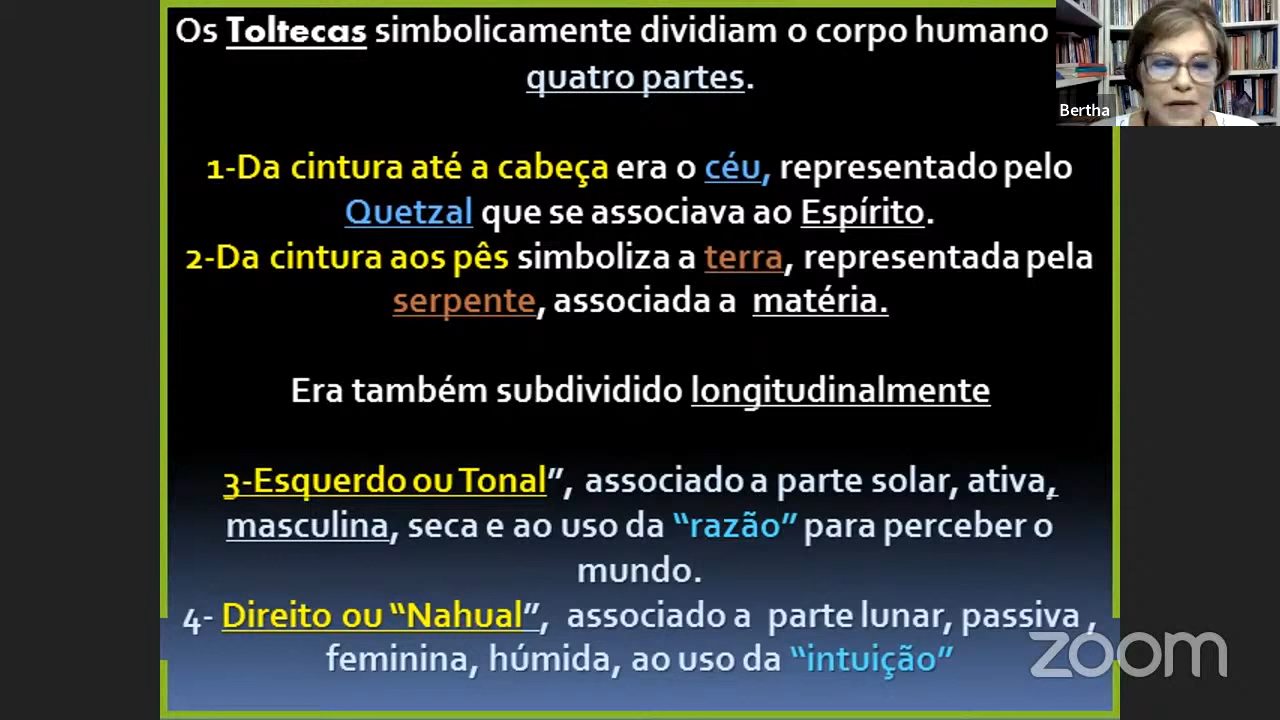 Os Toltecas simbolicamente dividiam o corpo humano
quatro partes.
1-Da cintura até a cabeça era o céu, representado pelo
Quetzal que se associava ao Espírito.
2-Da cintura aos pês simboliza a terra, representada pela
serpente, associada a matéria.
Era também subdividido longitudinalmente
3-Esquerdo ou Tonal”, associado a parte solar, ativa,
masculina, seca e ao uso da “razão” para perceber o
mundo.
4- Direito ou “Nahual”, associado a parte lunar, passiva ,
feminina, húmida, ao uso da “intuição”
Bertha
zoom